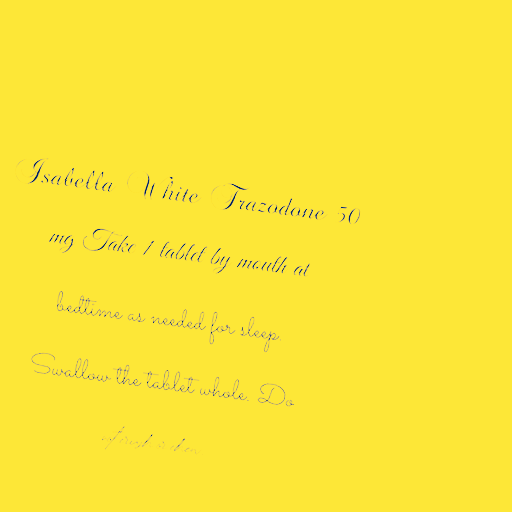 Isabella White Trazodone 50
mg Take 1 tablet by mouth at
bedtime as needed for sleep.
Swallow the tablet whole. Do